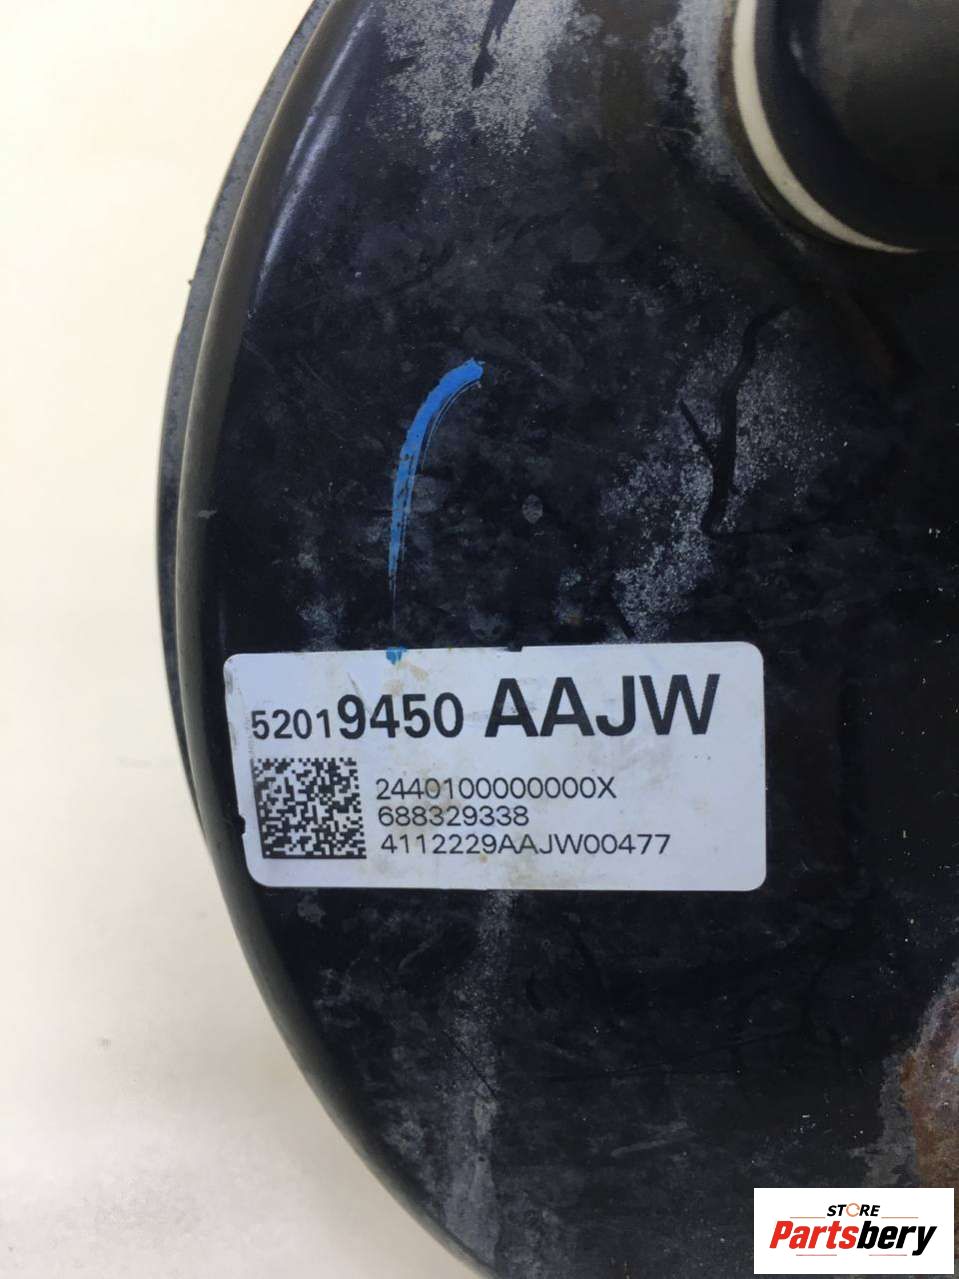 52019450 AAJW
2440100000000X
688329338
4112229AAJW00477
STORE
Partsbery